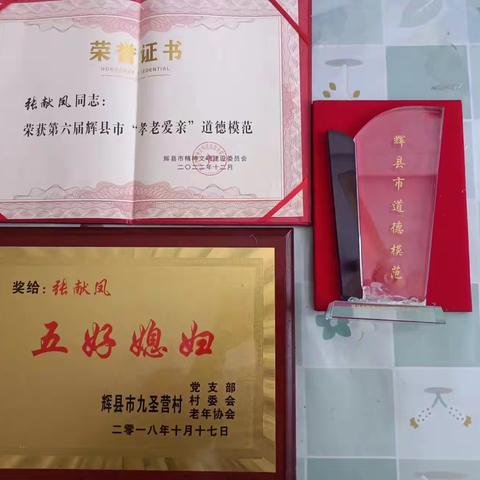 荣誉证书
HONOR CREDENTIAL
张献凤同志：
荣获第六届辉县市“孝老爱亲”道德模范
辉县市精神文明建设委员会
二〇二二年十二月
辉县市道德模范
奖给：张献凤
五好媳妇
辉县市九圣营村 党支部 村委会 老年协会
二〇一八年十月十七日